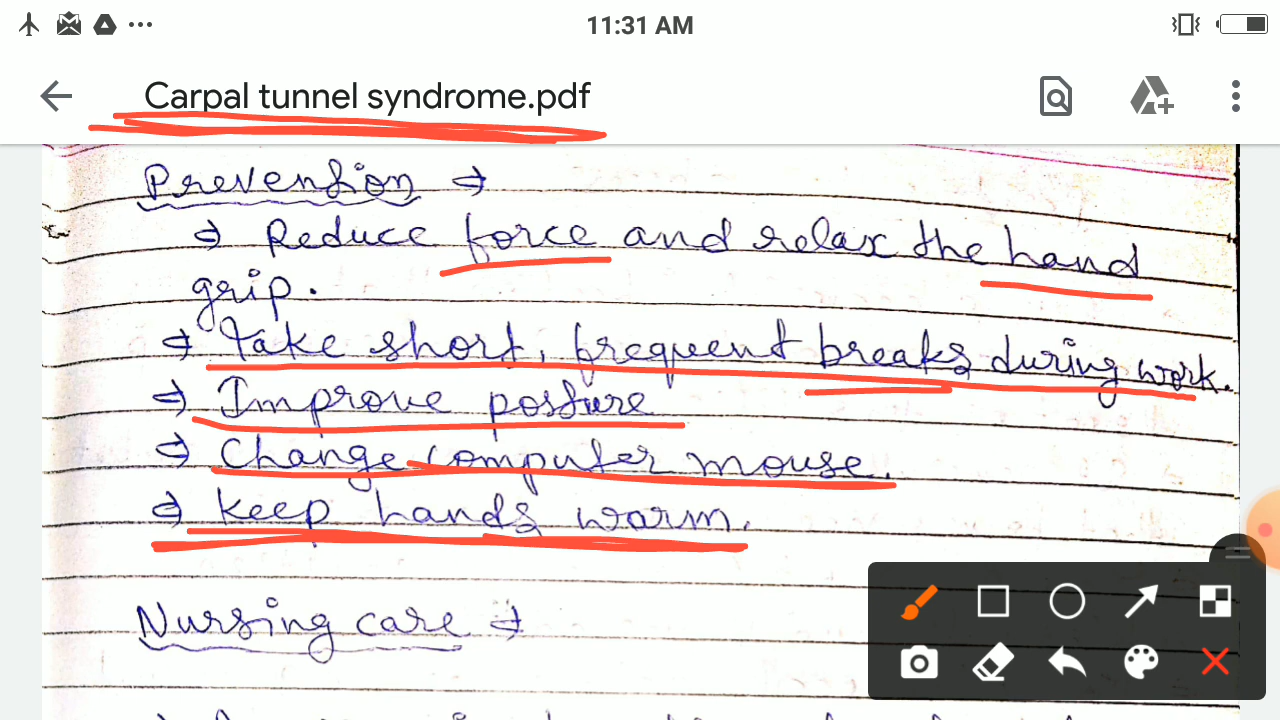 11:31 AM
Carpal tunnel syndrome.pdf
Prevention →
⇒ Reduce force and relax the hand
grip.
⇒ Take short, frequent breaks during work.
⇒ Improve posture
⇒ Change computer mouse.
⇒ Keep hands warm.
Nursing care →